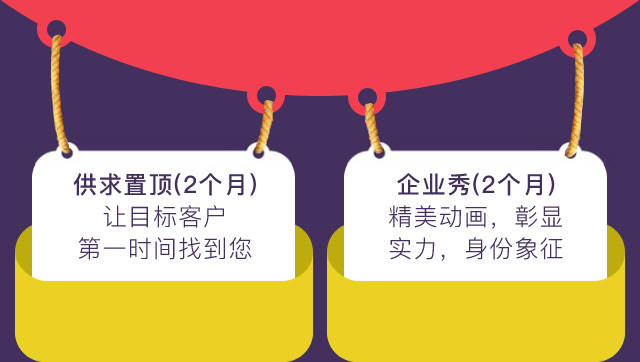 供求置顶(2个月)
让目标客户
第一时间找到您
企业秀(2个月)
精美动画，彰显
实力，身份象征